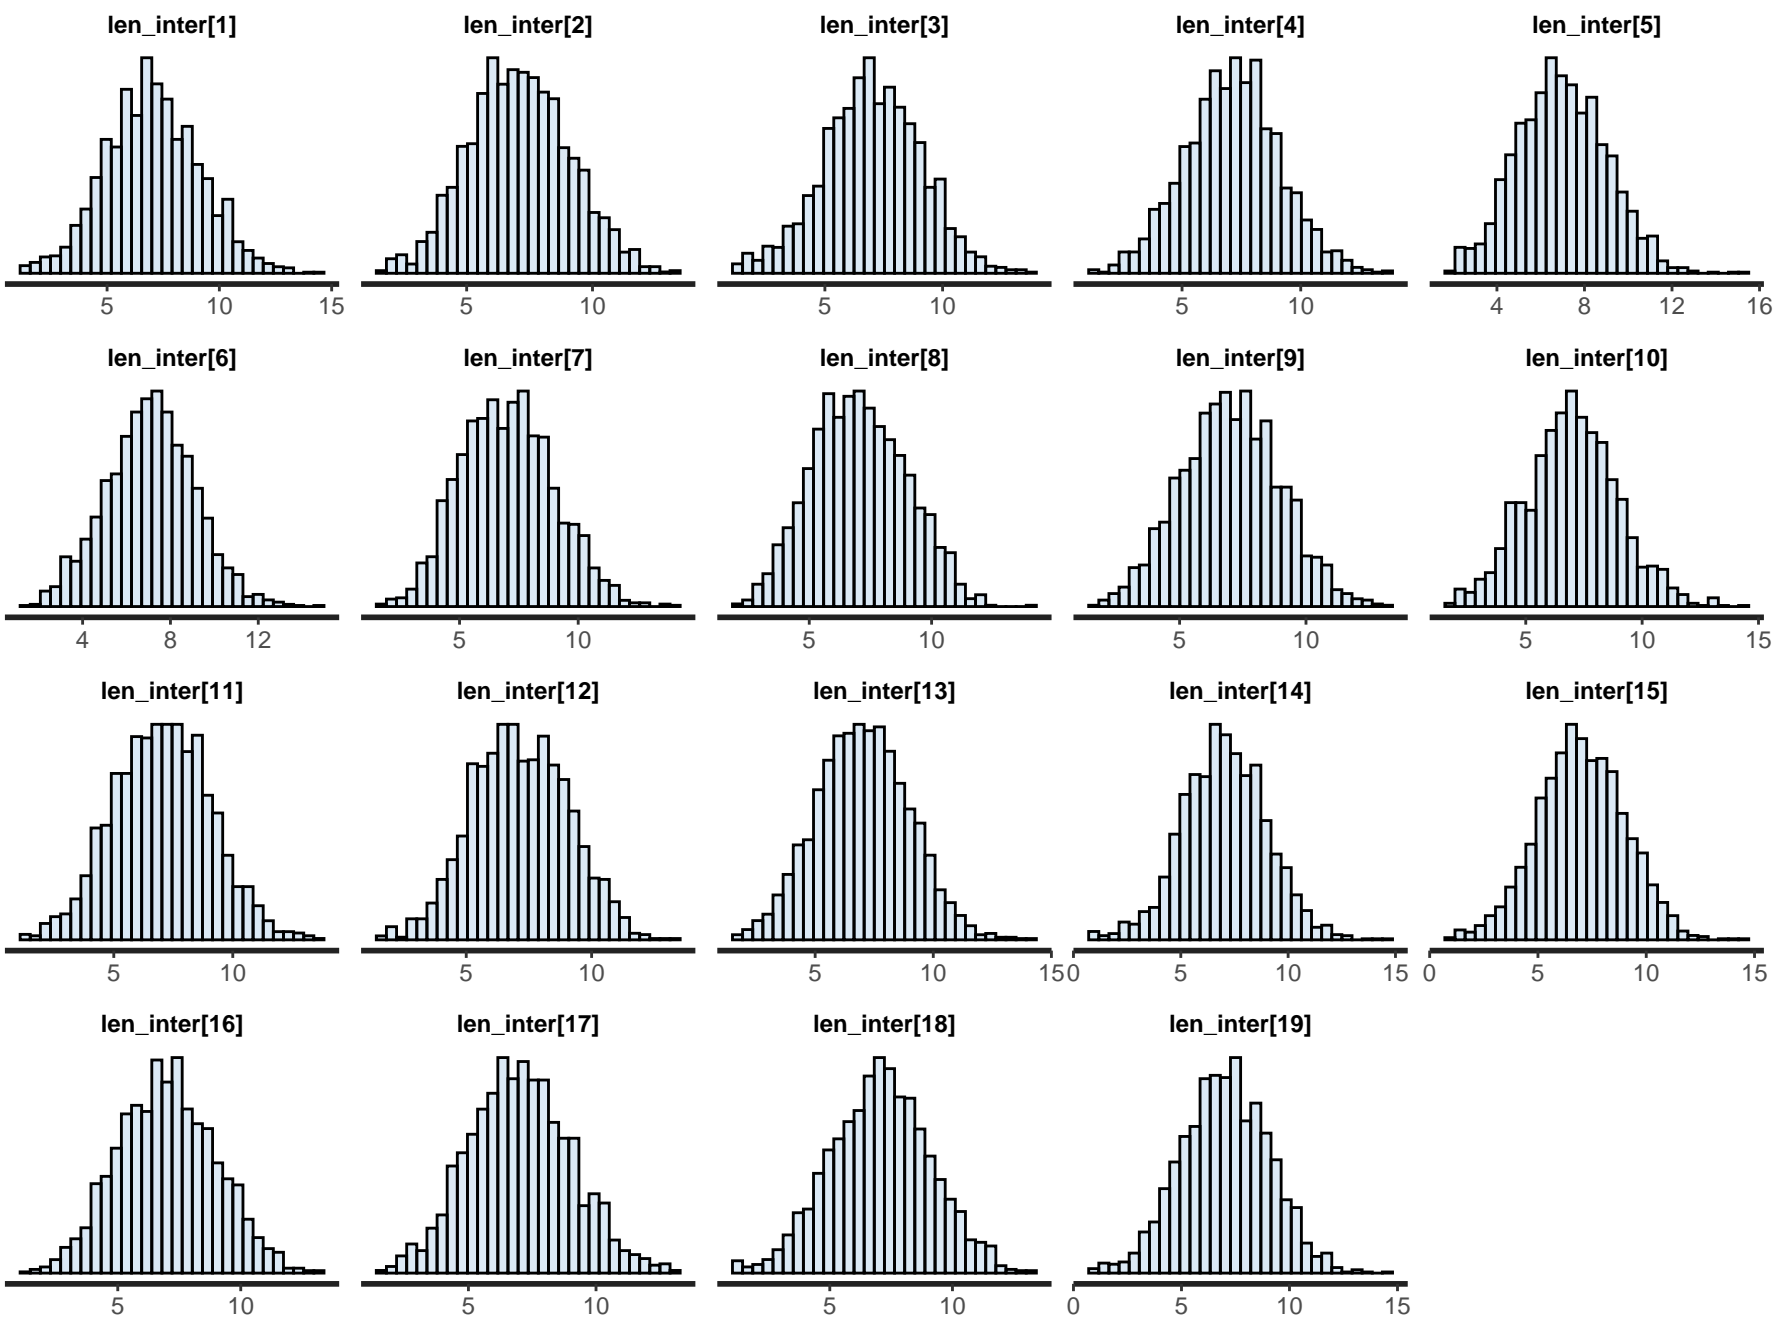 len_inter[1] len_inter[2] len_inter[3] len_inter[4] len_inter[5]
5 10 15 5 10 5 10 5 10 4 8 12 16
len_inter[6] len_inter[7] len_inter[8] len_inter[9] len_inter[10]
4 8 12 5 10 5 10 5 10 5 10 15
len_inter[11] len_inter[12] len_inter[13] len_inter[14] len_inter[15]
5 10 5 10 5 10 15 0 5 10 15 0 5 10 15
len_inter[16] len_inter[17] len_inter[18] len_inter[19]
5 10 5 10 5 10 0 5 10 15